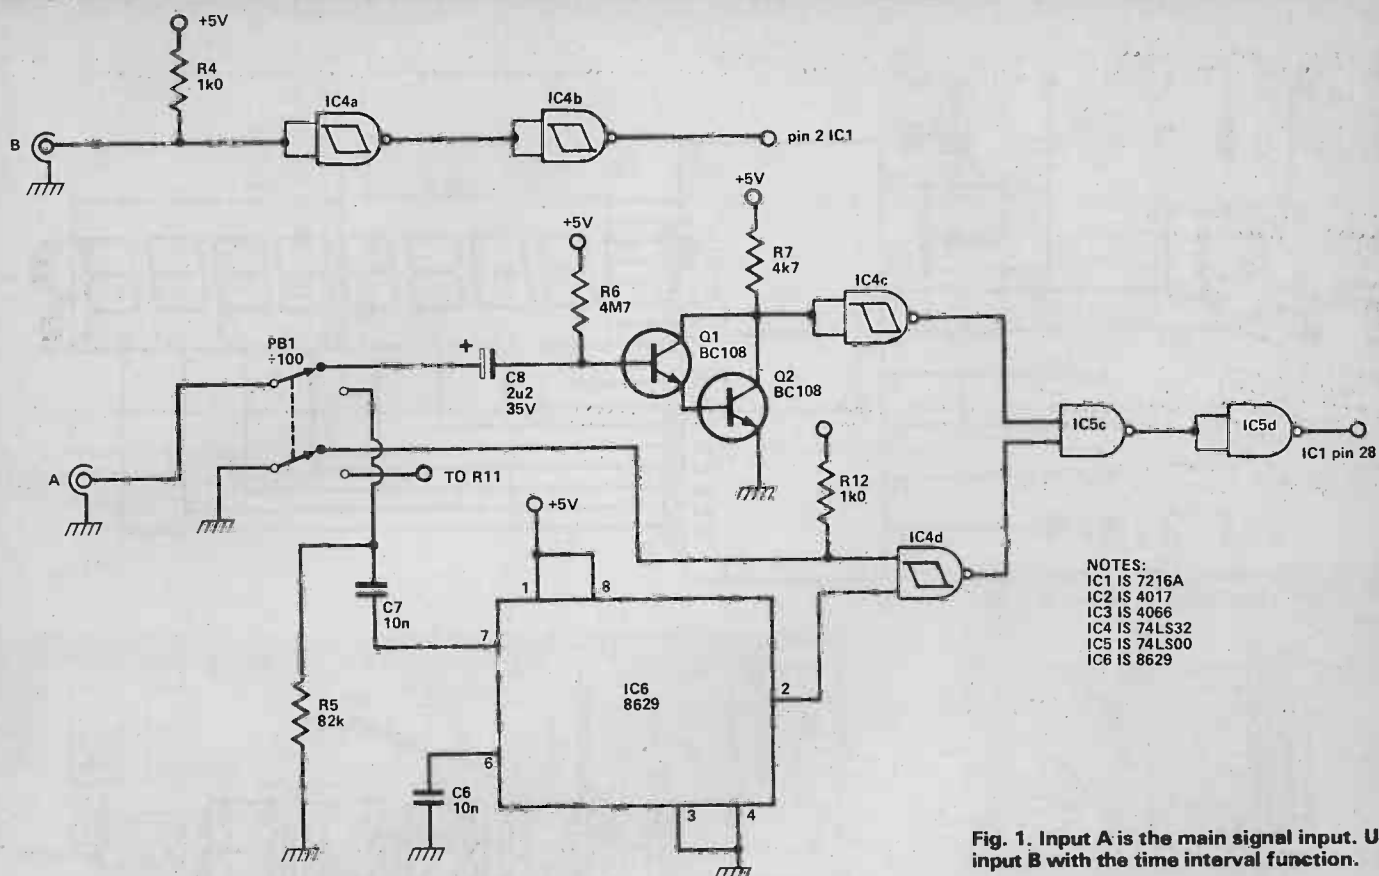 +5V
R4
1k0
IC4a
IC4b
B
pin 2 IC1
+5V
+5V
R7
4k7
R6
4M7
IC4c
PB1
÷100
+
Q1
BC108
C8
2u2
35V
Q2
BC108
IC5c
IC5d
IC1 pin 28
A
TO R11
R12
1k0
+5V
IC4d
NOTES:
IC1 IS 7216A
IC2 IS 4017
IC3 IS 4066
IC4 IS 74LS32
IC5 IS 74LS00
IC6 IS 8629
1
8
C7
10n
7
R5
82k
IC6
8629
2
6
C6
10n
3
4
Fig. 1. Input A is the main signal input. U
input B with the time interval function.